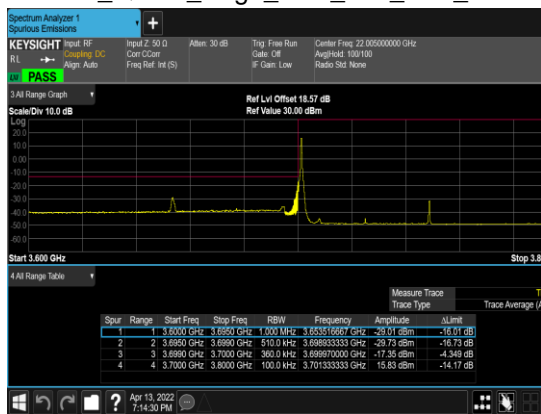 Spectrum Analyzer 1
Spurious Emissions
KEYSIGHT Input: RF
R L
Coupling: DC
Align: Auto
Input Z: 50 Ω
Corr CCorr
Freq Ref: Int (S)
Atten: 30 dB
Trig: Free Run
Gate: Off
IF Gain: Low
Center Freq: 22.005000000 GHz
Avg|Hold: 100/100
Radio Std: None
PASS
3 All Range Graph
Ref Lvl Offset 18.57 dB
Scale/Div 10.0 dB
Ref Value 30.00 dBm
Log
20.0
10.0
0.00
-10.0
-20.0
-30.0
-40.0
-50.0
-60.0
Start 3.600 GHz
Stop 3.8
4 All Range Table
Measure Trace
Trace Type
Trace Average (A
Spur Range Start Freq Stop Freq RBW Frequency Amplitude ΔLimit
1 1 3.6000 GHz 3.6950 GHz 1.000 MHz 3.653516667 GHz -29.01 dBm -16.01 dB
2 2 3.6950 GHz 3.6990 GHz 510.0 kHz 3.698933333 GHz -29.73 dBm -16.73 dB
3 3 3.6990 GHz 3.7000 GHz 360.0 kHz 3.699970000 GHz -17.35 dBm -4.349 dB
4 4 3.7000 GHz 3.8000 GHz 100.0 kHz 3.701333333 GHz 15.83 dBm -14.17 dB
?
Apr 13, 2022
7:14:30 PM